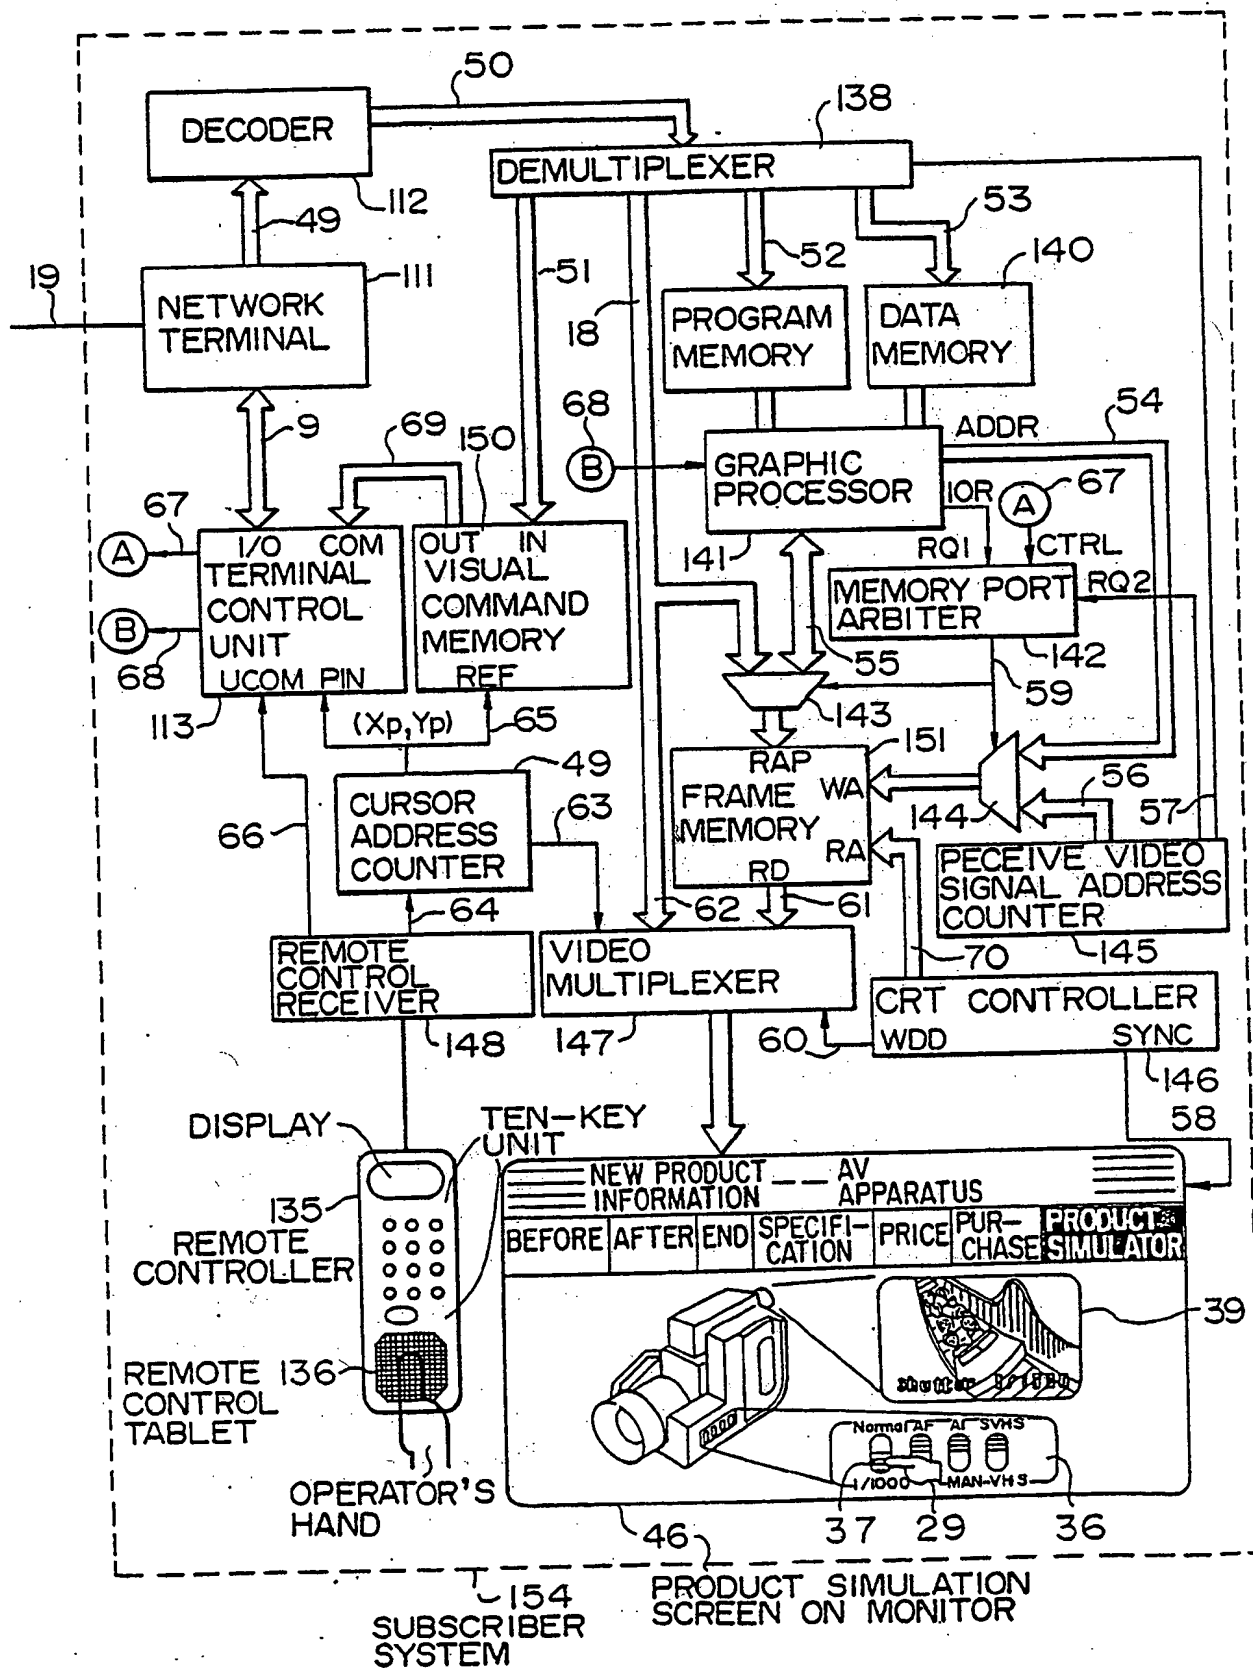 50
138
DECODER
DEMULTIPLEXER
112
49
53
52
51
140
19
111
NETWORK
TERMINAL
18
PROGRAM
MEMORY
DATA
MEMORY
9
69
150
68
B
ADDR
54
GRAPHIC
PROCESSOR
IOR
A
67
67
A
I/O COM
OUT IN
141
RQ1
CTRL
TERMINAL
CONTROL
UNIT
VISUAL
COMMAND
MEMORY
MEMORY PORT
ARBITER
RQ2
B
68
UCOM PIN
REF
55
59
142
113
(Xp,Yp)
65
143
49
151
RAP
FRAME
MEMORY
WA
56
57
66
CURSOR
ADDRESS
COUNTER
63
144
RA
RD
PECEIVE VIDEO
SIGNAL ADDRESS
COUNTER
64
62
61
70
145
REMOTE
CONTROL
RECEIVER
VIDEO
MULTIPLEXER
CRT CONTROLLER
WDD SYNC
148
147
60
146
58
DISPLAY
TEN-KEY
UNIT
135
REMOTE
CONTROLLER
NEW PRODUCT
INFORMATION
AV
APPARATUS
BEFORE
AFTER
END
SPECIFI-
CATION
PRICE
PUR-
CHASE
PRODUCT
SIMULATOR
39
REMOTE
CONTROL
TABLET
136
shutter
Normal AF AI SVHS
1/1000 MAN-VHS
OPERATOR'S
HAND
46
37
29
36
154
SUBSCRIBER
SYSTEM
PRODUCT SIMULATION
SCREEN ON MONITOR